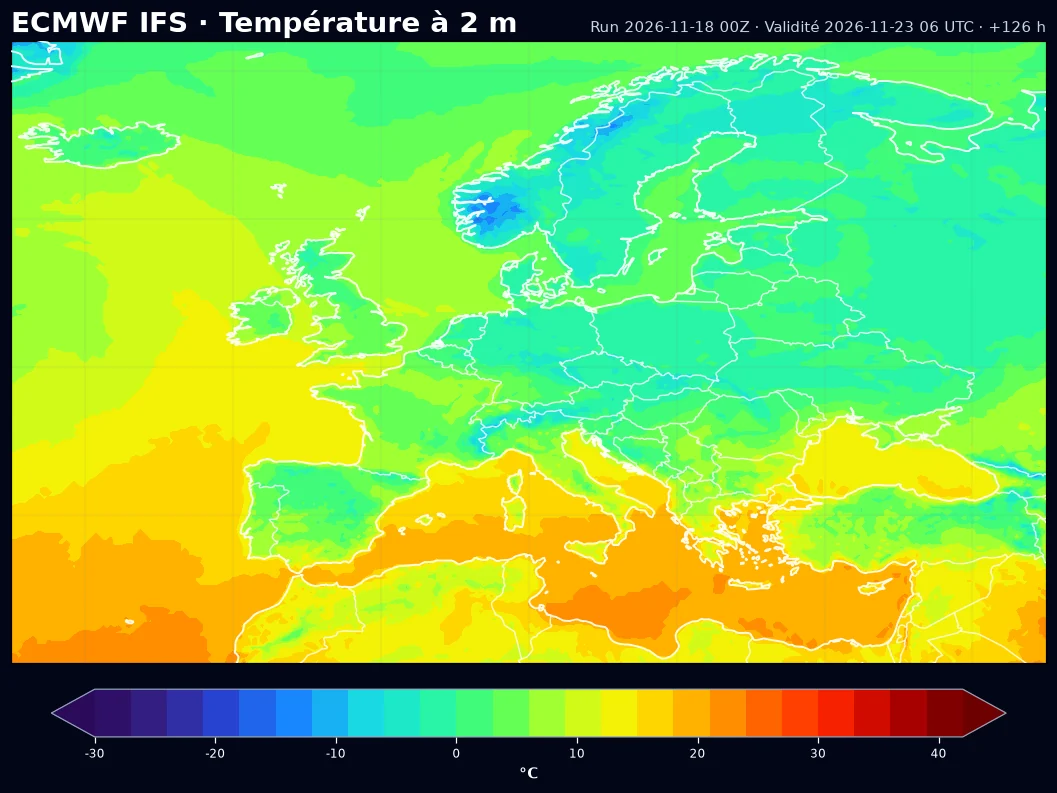 ECMWF IFS · Température à 2 m
Run 2026-11-18 00Z · Validité 2026-11-23 06 UTC · +126 h
-30 -20 -10 0 10 20 30 40
°C